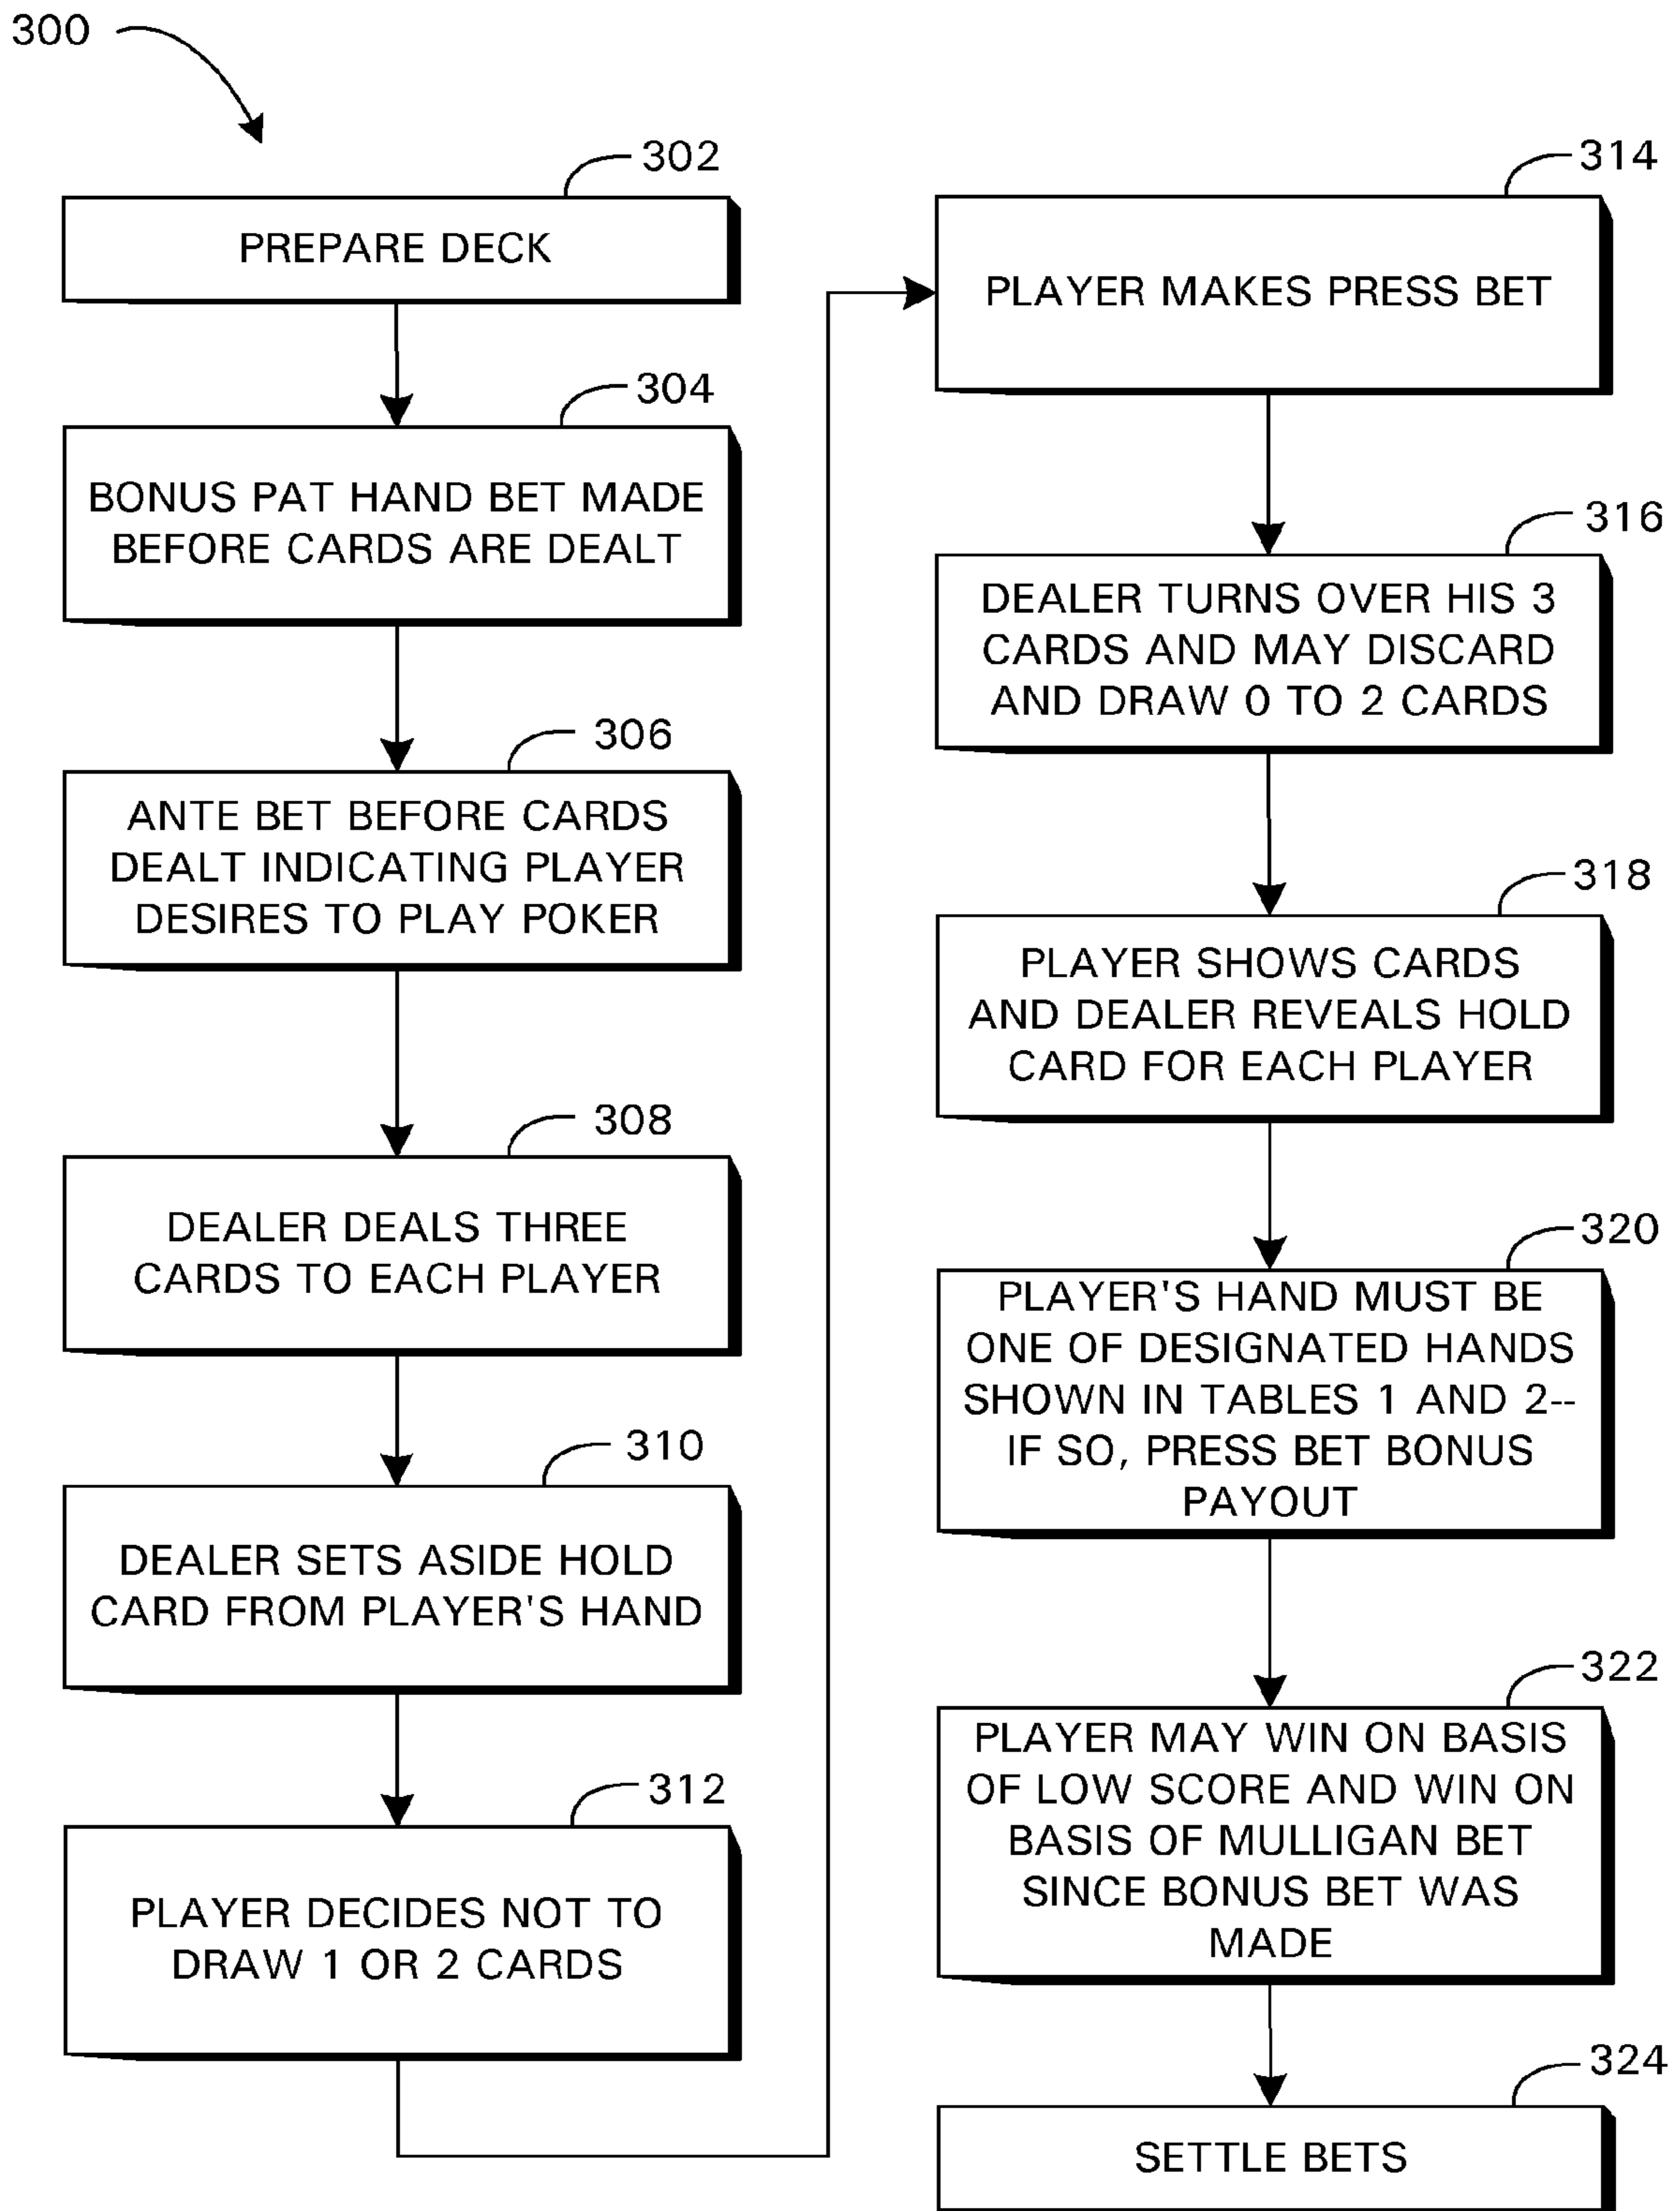 300
302
PREPARE DECK
304
BONUS PAT HAND BET MADE
BEFORE CARDS ARE DEALT
306
ANTE BET BEFORE CARDS
DEALT INDICATING PLAYER
DESIRES TO PLAY POKER
308
DEALER DEALS THREE
CARDS TO EACH PLAYER
310
DEALER SETS ASIDE HOLD
CARD FROM PLAYER'S HAND
312
PLAYER DECIDES NOT TO
DRAW 1 OR 2 CARDS
314
PLAYER MAKES PRESS BET
316
DEALER TURNS OVER HIS 3
CARDS AND MAY DISCARD
AND DRAW 0 TO 2 CARDS
318
PLAYER SHOWS CARDS
AND DEALER REVEALS HOLD
CARD FOR EACH PLAYER
320
PLAYER'S HAND MUST BE
ONE OF DESIGNATED HANDS
SHOWN IN TABLES 1 AND 2--
IF SO, PRESS BET BONUS
PAYOUT
322
PLAYER MAY WIN ON BASIS
OF LOW SCORE AND WIN ON
BASIS OF MULLIGAN BET
SINCE BONUS BET WAS
MADE
324
SETTLE BETS